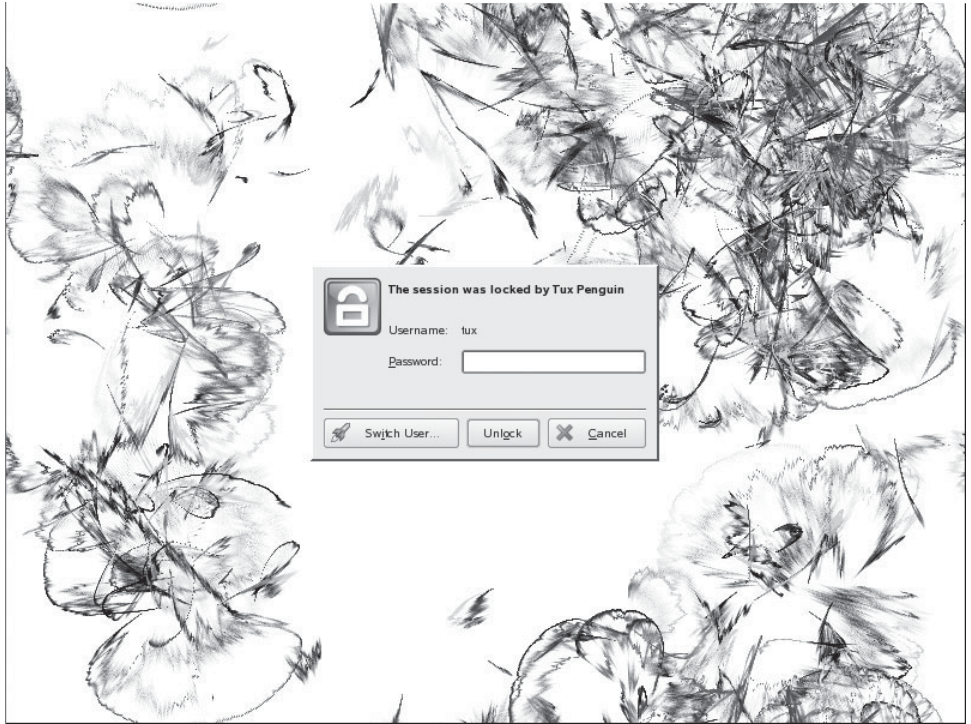 The session was locked by Tux Penguin
Username: tux
Password:
Switch User...
Unlock
Cancel